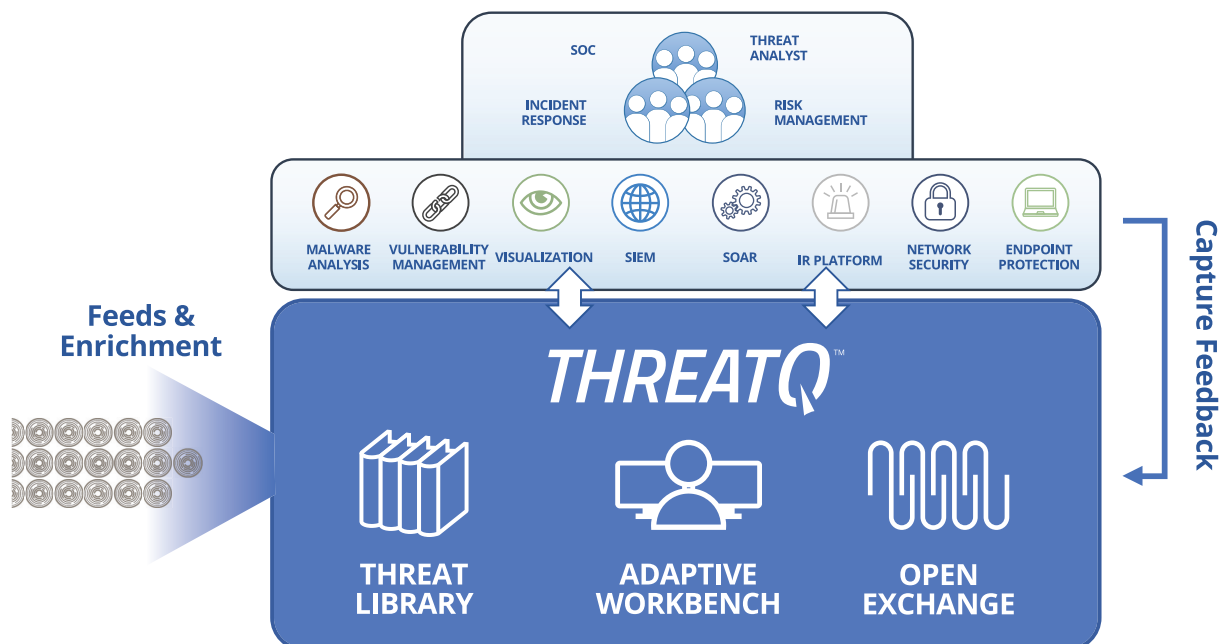 SOC
THREAT
ANALYST
INCIDENT
RESPONSE
RISK
MANAGEMENT
MALWARE
ANALYSIS
VULNERABILITY
MANAGEMENT
VISUALIZATION
SIEM
SOAR
IR PLATFORM
NETWORK
SECURITY
ENDPOINT
PROTECTION
Capture Feedback
Feeds &
Enrichment
THREATQ™
THREAT
LIBRARY
ADAPTIVE
WORKBENCH
OPEN
EXCHANGE